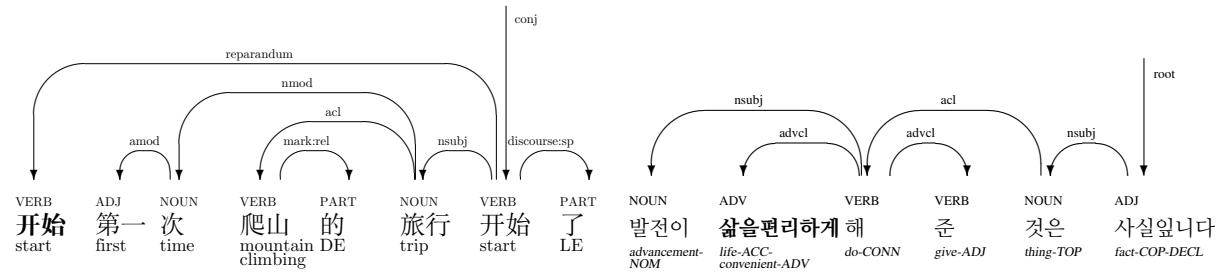 conj
root
reparandum
nmod
nsubj acl
acl
amod mark:rel nsubj discourse:sp advcl advcl nsubj
VERB ADJ NOUN VERB PART NOUN VERB PART
开始 第一 次 爬山 的 旅行 开始 了
start first time mountain climbing DE trip start LE
NOUN ADV VERB VERB NOUN ADJ
발전이 삶을편리하게 해 준 것은 사실잎니다
advancement-NOM life-ACC-convenient-ADV do-CONN give-ADJ thing-TOP fact-COP-DECL